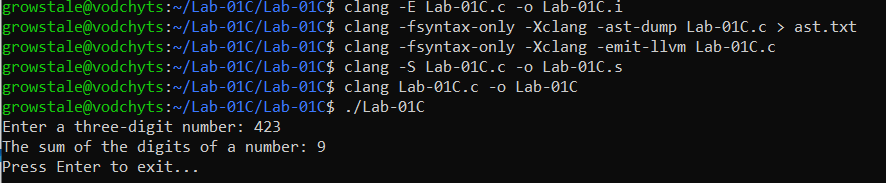 growstale@vodchyts:~/Lab-01C/Lab-01C$ clang -E Lab-01C.c -o Lab-01C.i
growstale@vodchyts:~/Lab-01C/Lab-01C$ clang -fsyntax-only -Xclang -ast-dump Lab-01C.c > ast.txt
growstale@vodchyts:~/Lab-01C/Lab-01C$ clang -fsyntax-only -Xclang -emit-llvm Lab-01C.c
growstale@vodchyts:~/Lab-01C/Lab-01C$ clang -S Lab-01C.c -o Lab-01C.s
growstale@vodchyts:~/Lab-01C/Lab-01C$ clang Lab-01C.c -o Lab-01C
growstale@vodchyts:~/Lab-01C/Lab-01C$ ./Lab-01C
Enter a three-digit number: 423
The sum of the digits of a number: 9
Press Enter to exit...